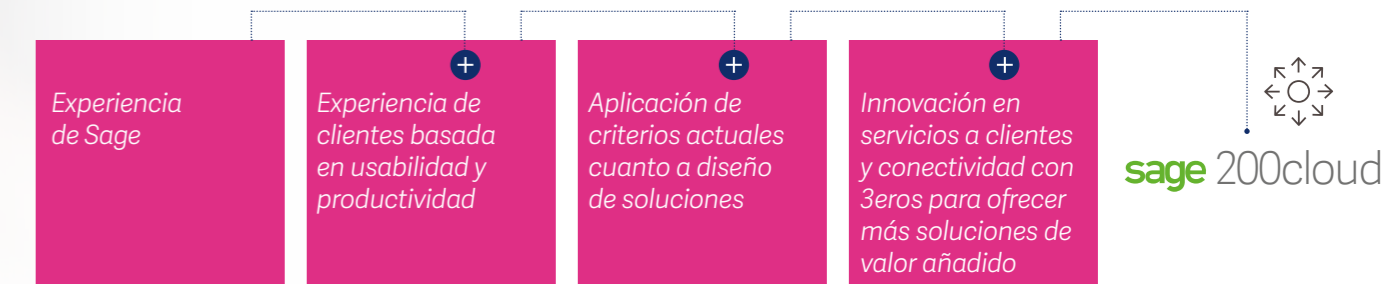 Experiencia
de Sage
+
Experiencia de
clientes basada
en usabilidad y
productividad
+
Aplicación de
criterios actuales
cuanto a diseño
de soluciones
+
Innovación en
servicios a clientes
y conectividad con
3eros para ofrecer
más soluciones de
valor añadido
sage 200cloud